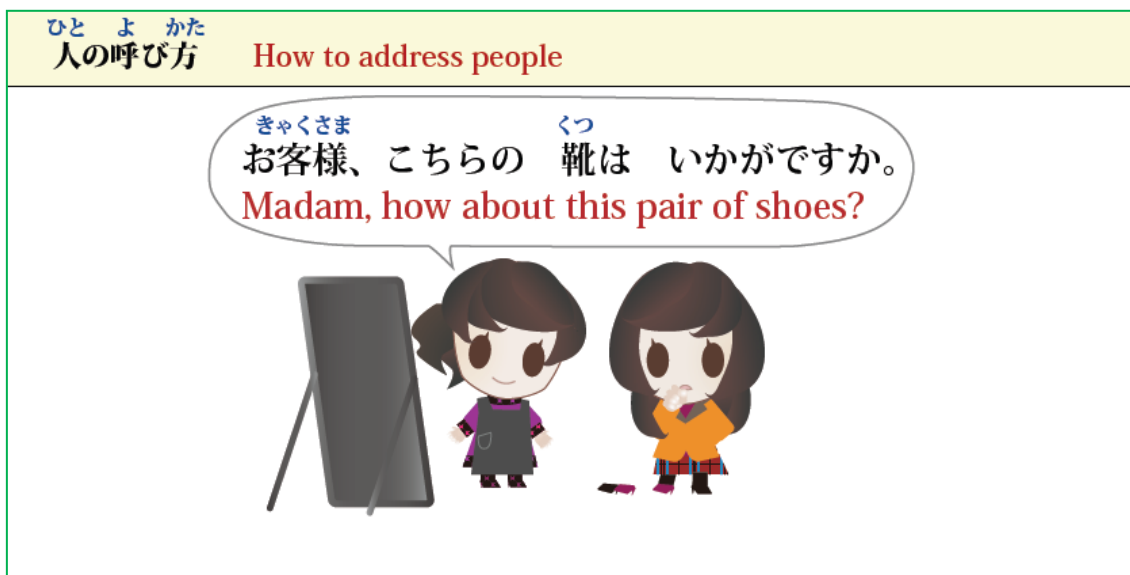 ひと よ かた
人の呼び方 How to address people
きゃくさま くつ
お客様、こちらの 靴は いかがですか。
Madam, how about this pair of shoes?